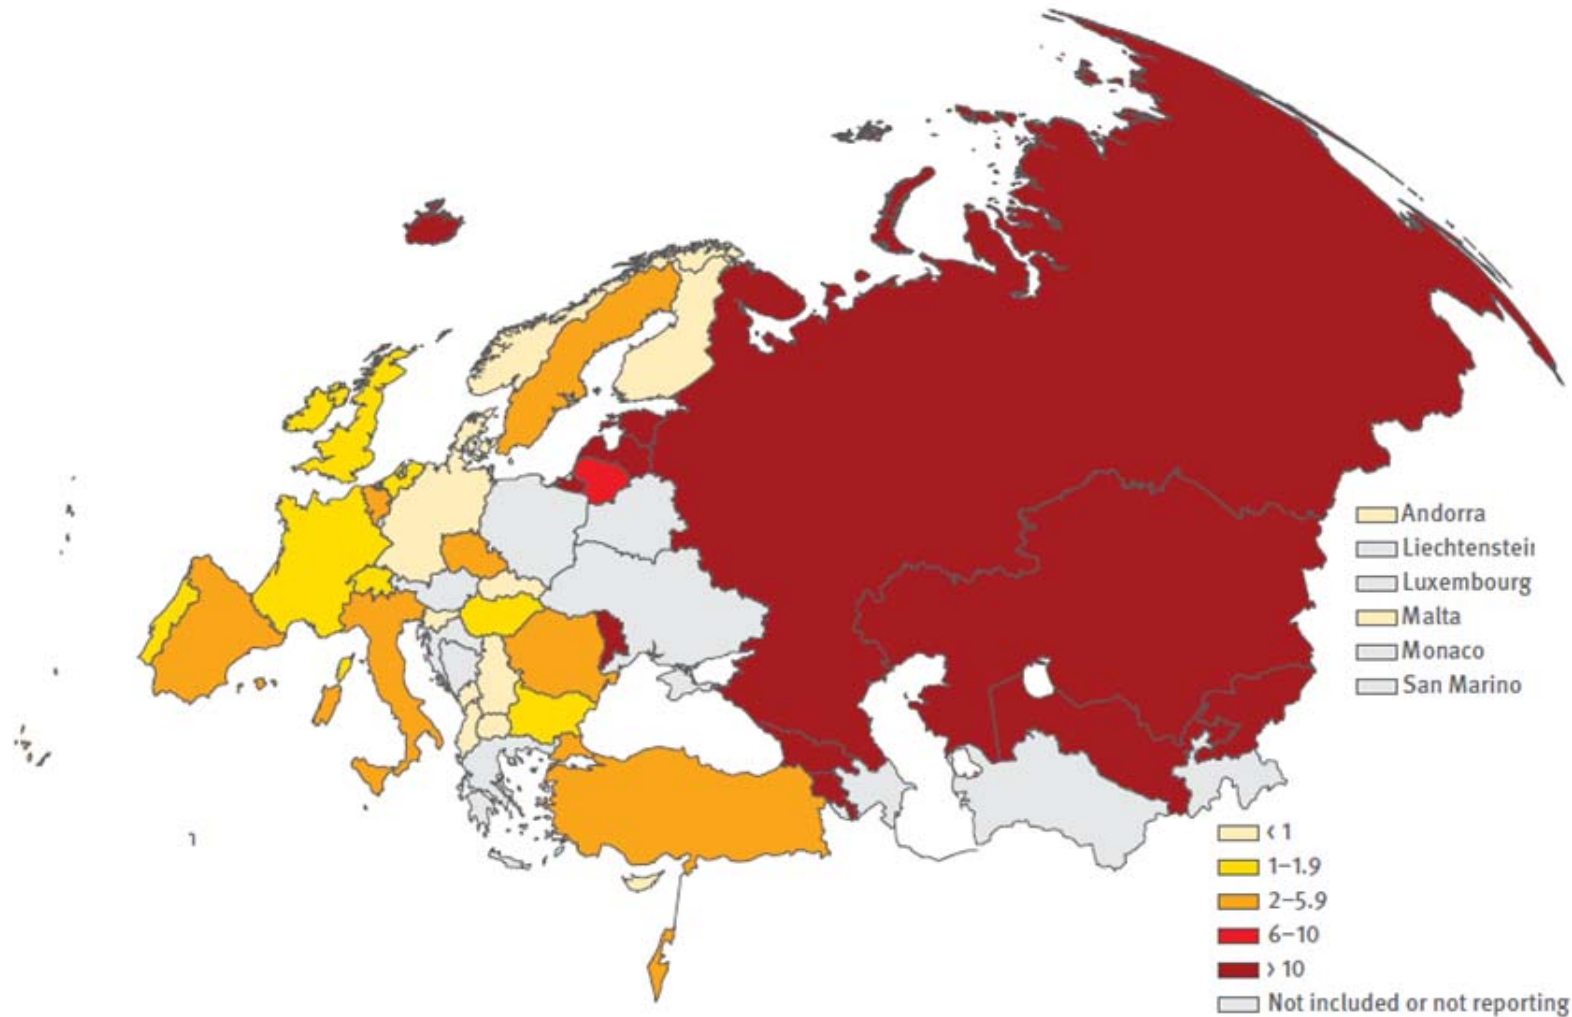 Andorra
Liechtenstein
Luxembourg
Malta
Monaco
San Marino
‹ 1
1–1.9
2–5.9
6–10
› 10
Not included or not reporting